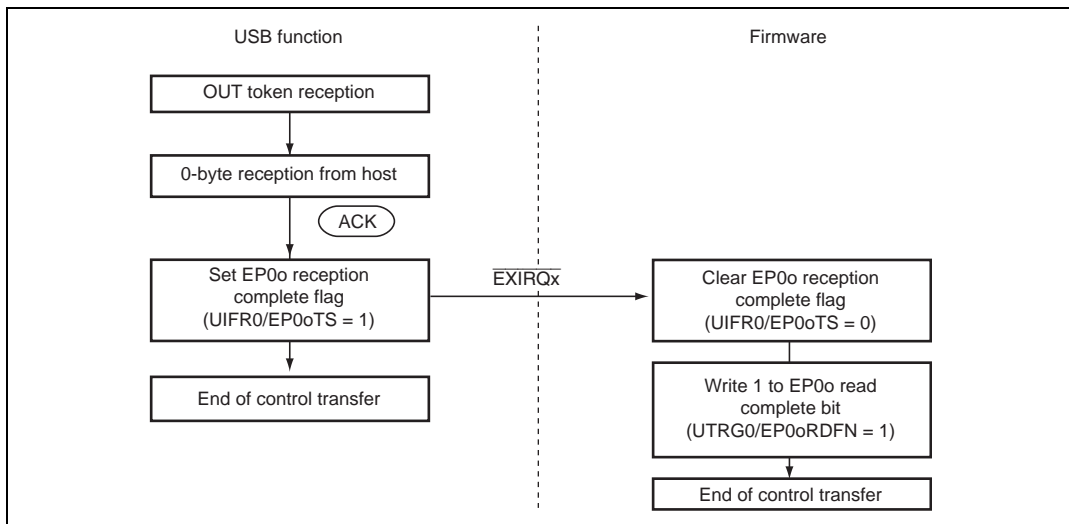 USB function
Firmware
OUT token reception
0-byte reception from host
ACK
Set EP0o reception
complete flag
(UIFR0/EP0oTS = 1)
EXIRQx
Clear EP0o reception
complete flag
(UIFR0/EP0oTS = 0)
End of control transfer
Write 1 to EP0o read
complete bit
(UTRG0/EP0oRDFN = 1)
End of control transfer